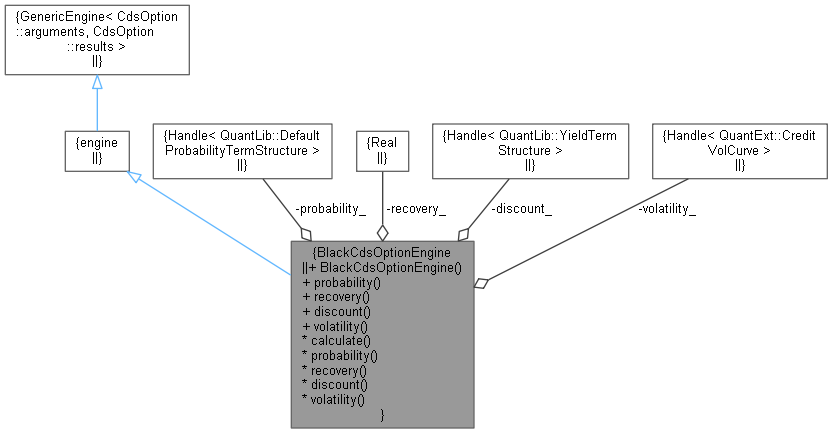 {GenericEngine< CdsOption
::arguments, CdsOption
::results >
||}
{engine
||}
{Handle< QuantLib::Default
ProbabilityTermStructure >
||}
{Real
||}
{Handle< QuantLib::YieldTerm
Structure >
||}
{Handle< QuantExt::Credit
VolCurve >
||}
-probability_
-recovery_
-discount_
-volatility_
{BlackCdsOptionEngine
||+ BlackCdsOptionEngine()
+ probability()
+ recovery()
+ discount()
+ volatility()
* calculate()
* probability()
* recovery()
* discount()
* volatility()
}